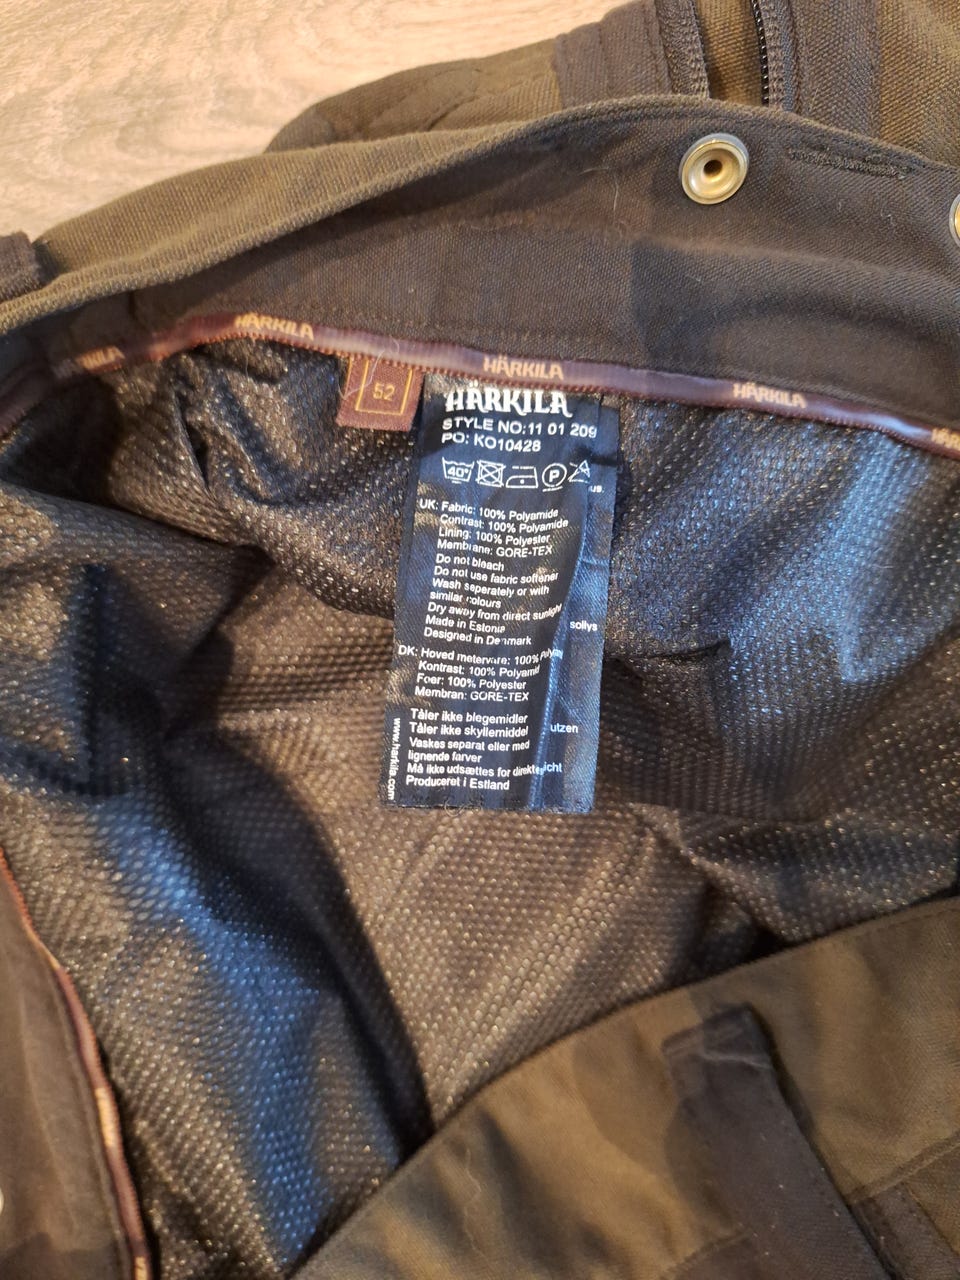 HÄRKILA
HÄRKILA
HÄRKILA
52
HÄRKILA
STYLE NO:11 01 209
PO: KO10428
40° P
us.
UK: Fabric: 100% Polyamide
Contrast: 100% Polyamide
Lining: 100% Polyester
Membrane: GORE-TEX
Do not bleach
Do not use fabric softener
Wash seperately or with
similar colours
Dry away from direct sunlight
Made in Estonia
sollys
Designed in Denmark
DK: Hoved metervare: 100% Polyam
Kontrast: 100% Polyamid
Foer: 100% Polyester
Membran: GORE-TEX
Tåler ikke blegemidler
Tåler ikke skyllemiddel
utzen
Vaskes separat eller med
lignende farver
Må ikke udsættes for direkte
icht
Produceret i Estland
www.harkila.com